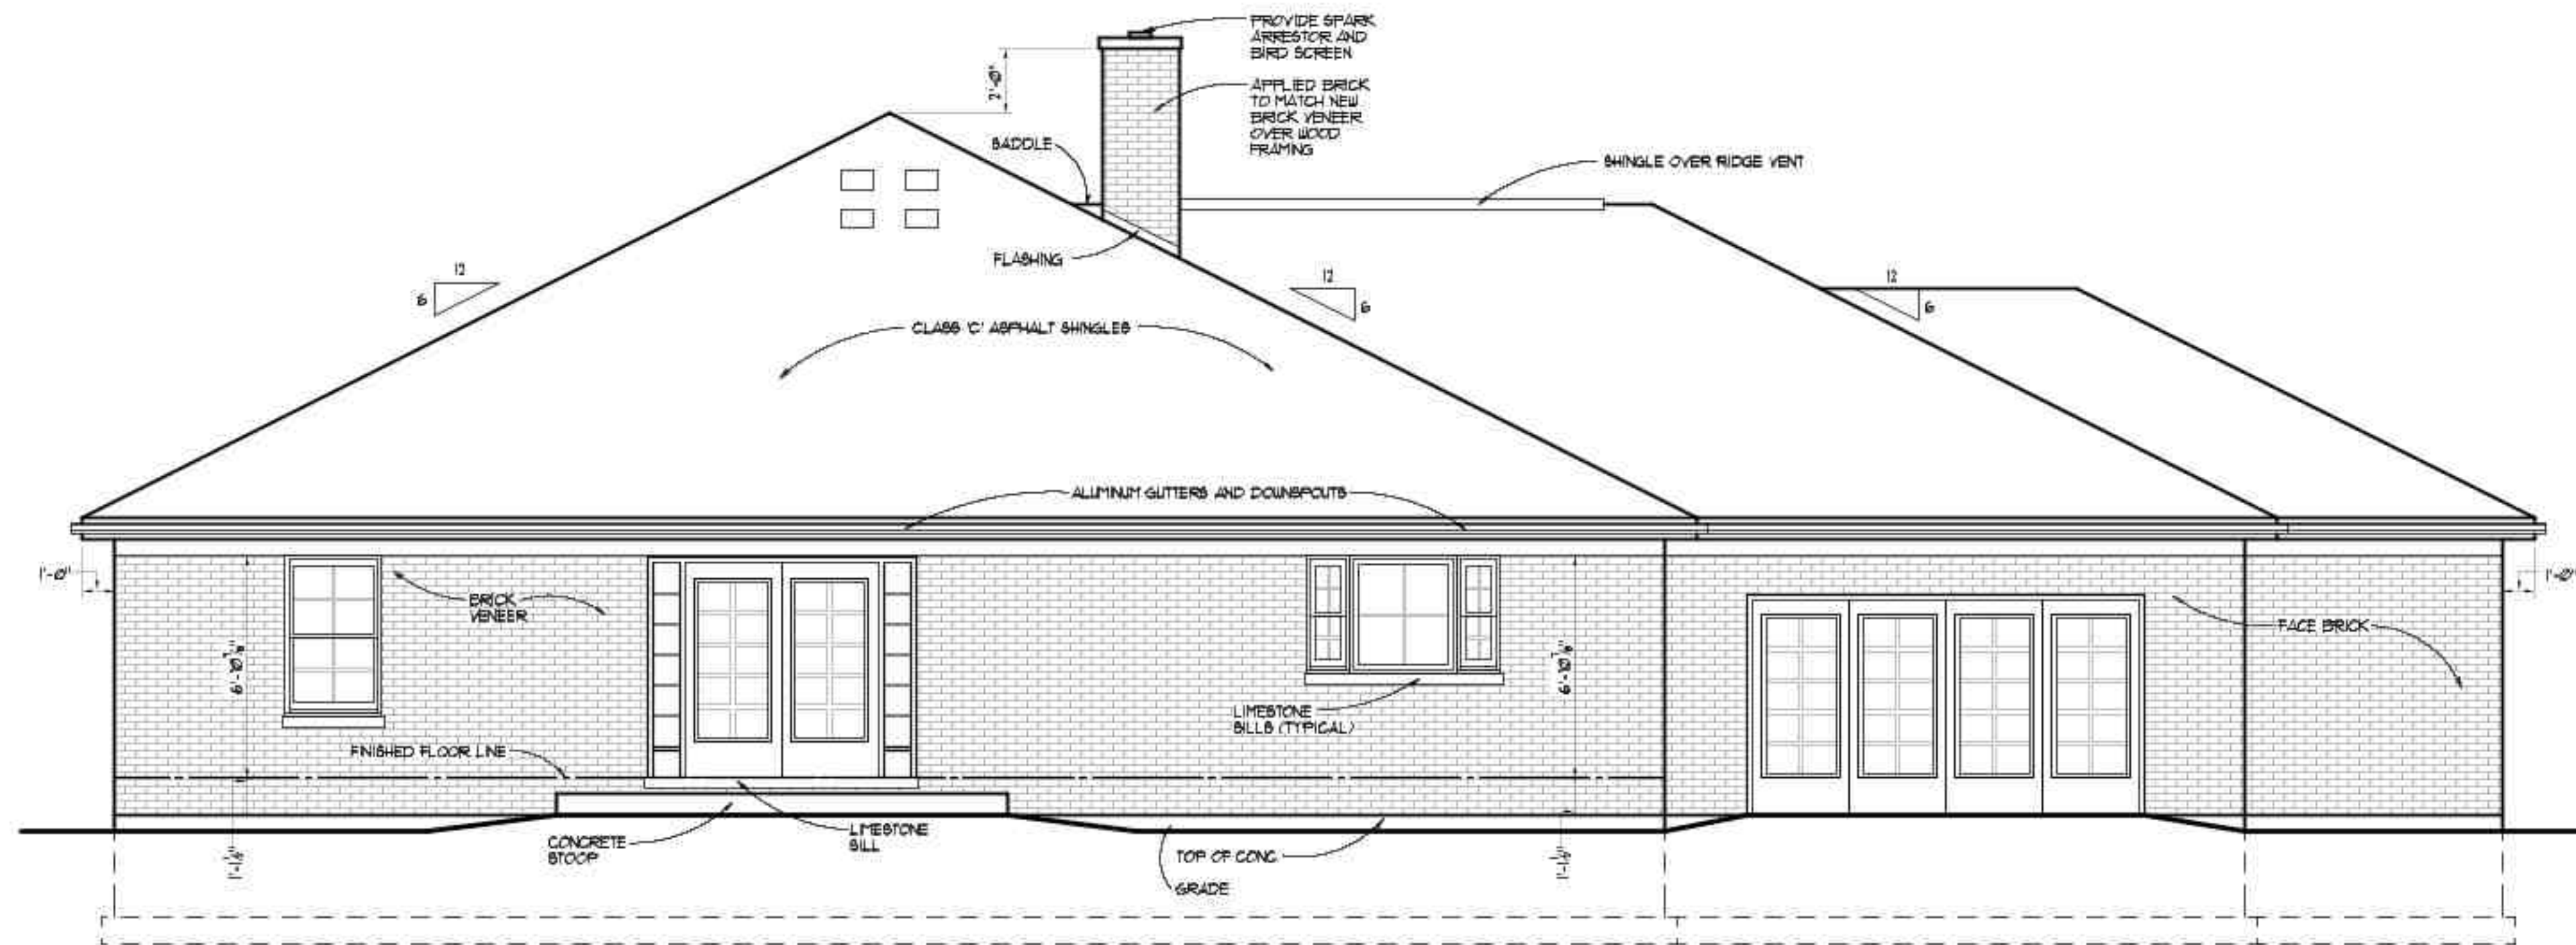 PROVIDE SPARK
ARRESTOR AND
BIRD SCREEN
2'-0"
APPLIED BRICK
TO MATCH NEW
BRICK VENEER
OVER WOOD
FRAMING
SADDLE
SHINGLE OVER RIDGE VENT
FLASHING
12
6
12
6
12
6
CLASS 'C' ASPHALT SHINGLES
ALUMINUM GUTTERS AND DOWNSPOUTS
1'-0"
1'-0"
BRICK
VENEER
FACE BRICK
LIMESTONE
SILLS (TYPICAL)
FINISHED FLOOR LINE
CONCRETE
STOOP
LIMESTONE
SILL
TOP OF CONC.
GRADE